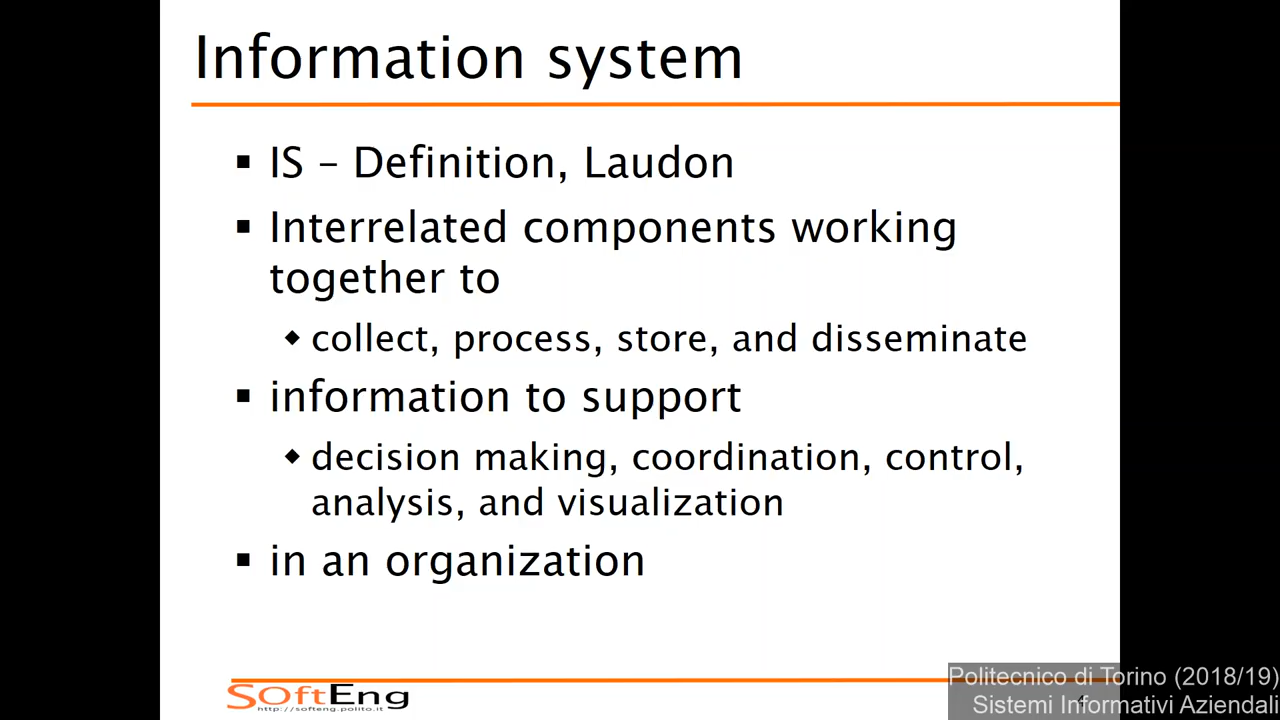 Information system
▪ IS – Definition, Laudon
▪ Interrelated components working
together to
◆ collect, process, store, and disseminate
▪ information to support
◆ decision making, coordination, control,
analysis, and visualization
▪ in an organization
SoftEng
http://softeng.polito.it
Politecnico di Torino (2018/19)
Sistemi Informativi Aziendali